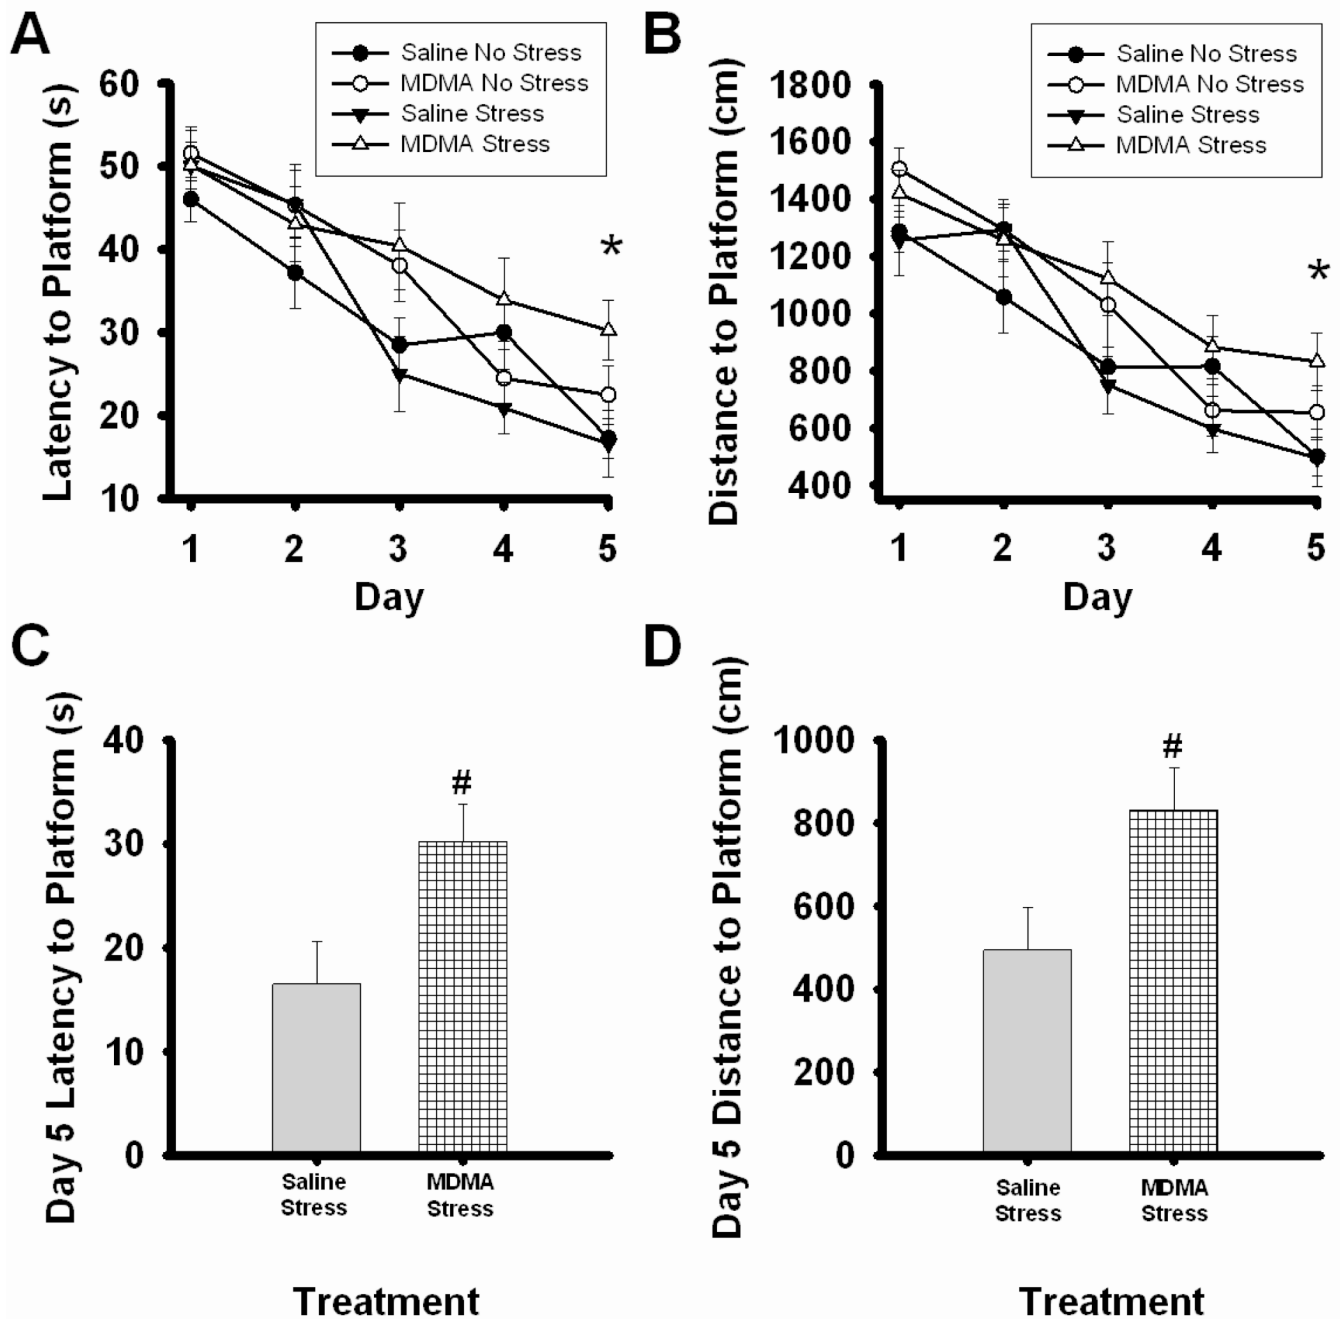 A
Saline No Stress
MDMA No Stress
Saline Stress
MDMA Stress
Latency to Platform (s)
60
50
40
30
20
10
*
1 2 3 4 5
Day
B
Saline No Stress
MDMA No Stress
Saline Stress
MDMA Stress
Distance to Platform (cm)
1800
1600
1400
1200
1000
800
600
400
*
1 2 3 4 5
Day
C
Day 5 Latency to Platform (s)
40
30
20
10
0
#
Saline
Stress
MDMA
Stress
Treatment
D
Day 5 Distance to Platform (cm)
1000
800
600
400
200
0
#
Saline
Stress
MDMA
Stress
Treatment